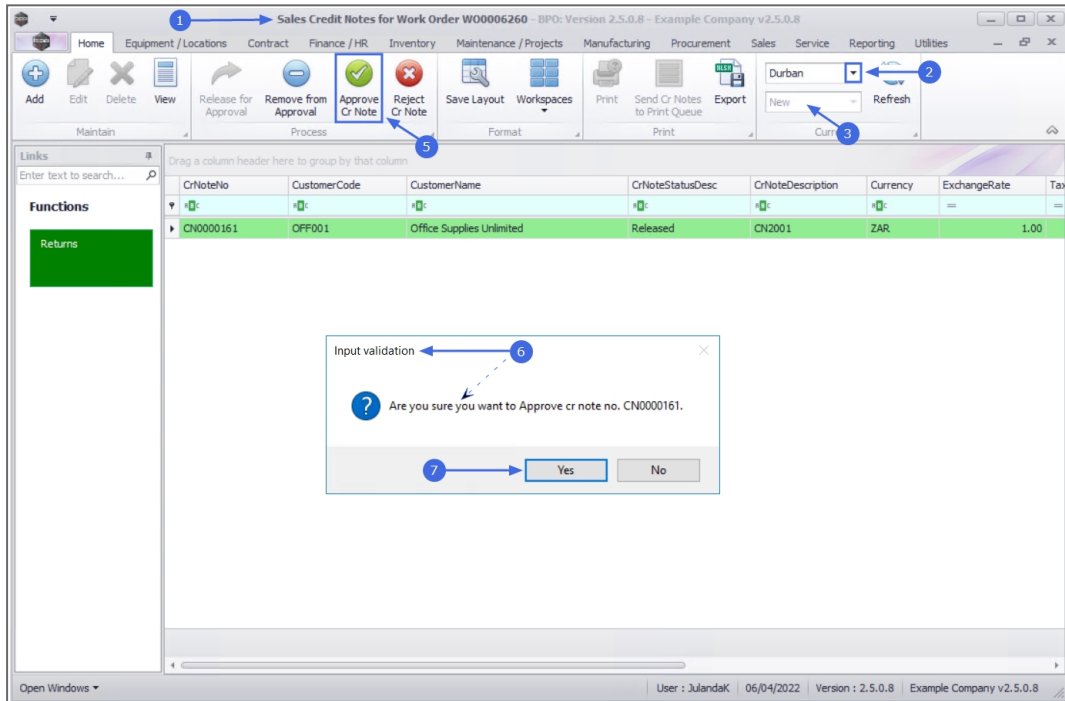 1
Sales Credit Notes for Work Order WO0006260 - BPO: Version 2.5.0.8 - Example Company v2.5.0.8
Home Equipment / Locations Contract Finance / HR Inventory Maintenance / Projects Manufacturing Procurement Sales Service Reporting Utilities
Add Edit Delete View Release for Approval Remove from Approval Approve Cr Note Reject Cr Note Save Layout Workspaces Print Send Cr Notes to Print Queue Export Durban New Refresh
2
3
Maintain Process Format Print
5
Links
Enter text to search...
Functions
Returns
Drag a column header here to group by that column
CrNoteNo CustomerCode CustomerName CrNoteStatusDesc CrNoteDescription Currency ExchangeRate Tax
= =
CN0000161 OFF001 Office Supplies Unlimited Released CN2001 ZAR 1.00
Input validation
6
Are you sure you want to Approve cr note no. CN0000161.
7
Yes No
Open Windows User : JulandaK 06/04/2022 Version : 2.5.0.8 Example Company v2.5.0.8